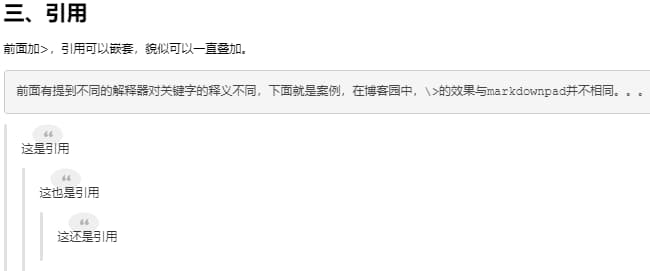 三、引用
前面加>，引用可以嵌套，貌似可以一直叠加。
前面有提到不同的解释器对关键字的释义不同，下面就是案例，在博客园中，\>的效果与markdownpad并不相同。。。
这是引用
这也是引用
这还是引用